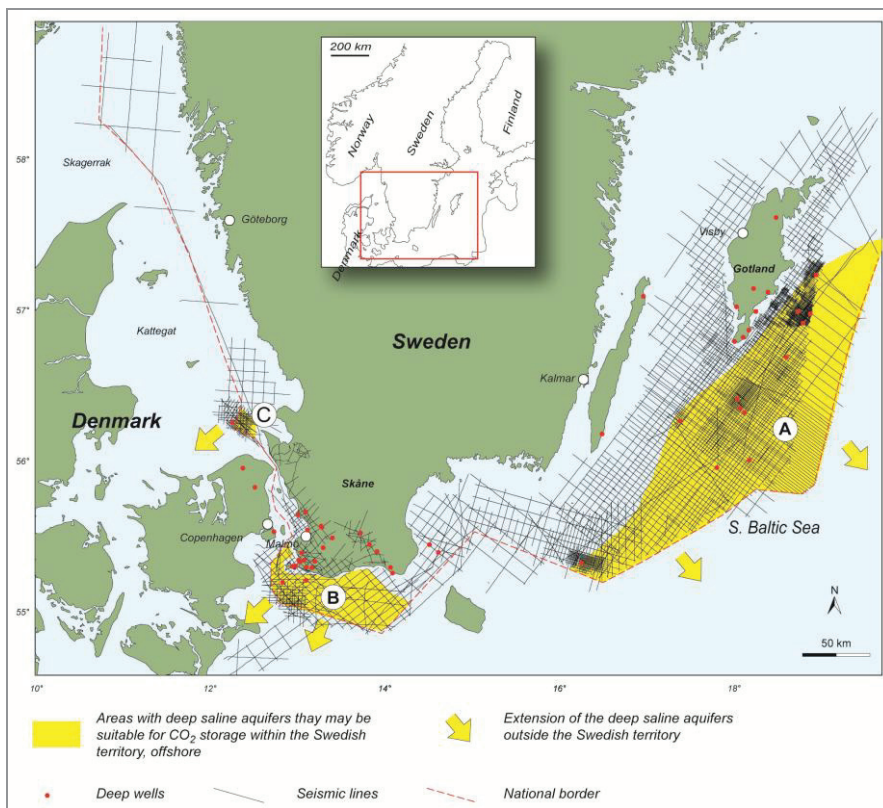 200 km
Norway
Sweden
Finland
Denmark
58°
Skagerrak
Göteborg
Visby
Gotland
57°
Kattegat
Sweden
Kalmar
Denmark
C
A
56°
Skåne
Copenhagen
Malmö
S. Baltic Sea
B
55°
N
50 km
10°
12°
14°
16°
18°
Areas with deep saline aquifers thay may be
suitable for CO₂ storage within the Swedish
territory, offshore
Extension of the deep saline aquifers
outside the Swedish territory
Deep wells
Seismic lines
National border